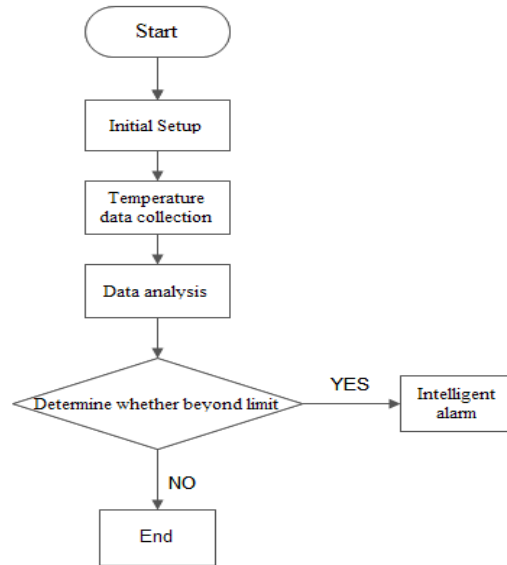 Start
Initial Setup
Temperature
data collection
Data analysis
Determine whether beyond limit
YES
Intelligent
alarm
NO
End